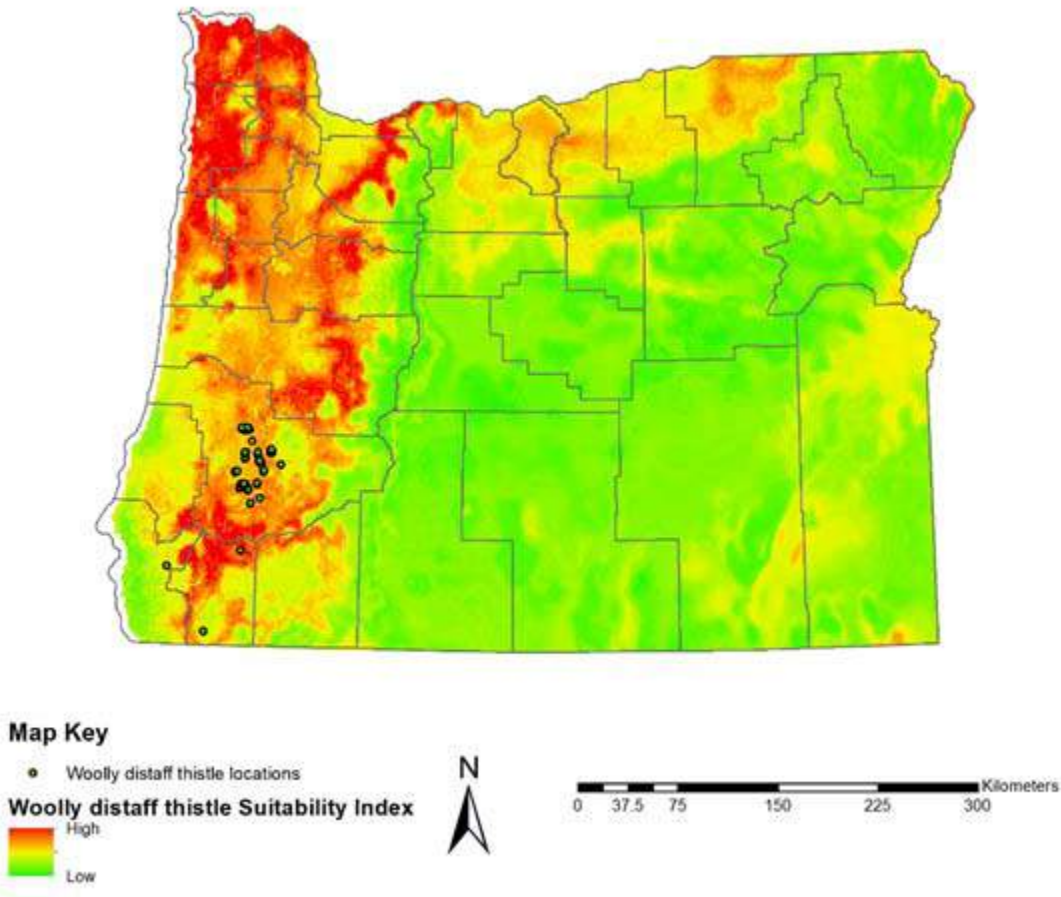 Map Key
Woolly distaff thistle locations
Woolly distaff thistle Suitability Index
High
Low
N
Kilometers
0 37.5 75 150 225 300